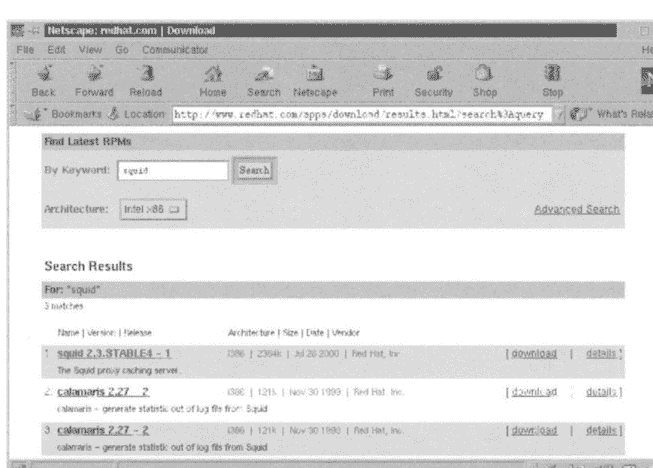 Netscape: redhat.com | Download
File Edit View Go Communicator
Back Forward Reload Home Search Netscape Print Security Shop Stop
Bookmarks Location: http://www.redhat.com/apps/download/results.html?search%3Aquery What's Rela
Find Latest RPMs
By Keyword: squid Search
Architecture: Intel x86 Advanced Search
Search Results
For: "squid"
3 matches
Name | Version | Release Architecture | Size | Date | Vendor
1. squid 2.3.STABLE4 - 1 i386 | | Jul 26 2000 | Red Hat, Inc. [ download | details ]
The Squid proxy caching server.
2. calamaris 2.27 - 2 i386 | 121k | Nov 30 1999 | Red Hat, Inc. [ download | details ]
calamaris - generate statistic out of log file from Squid
3. calamaris 2.27 - 2 i386 | 121k | Nov 30 1999 | Red Hat, Inc. [ download | details ]
calamaris - generate statistic out of log file from Squid